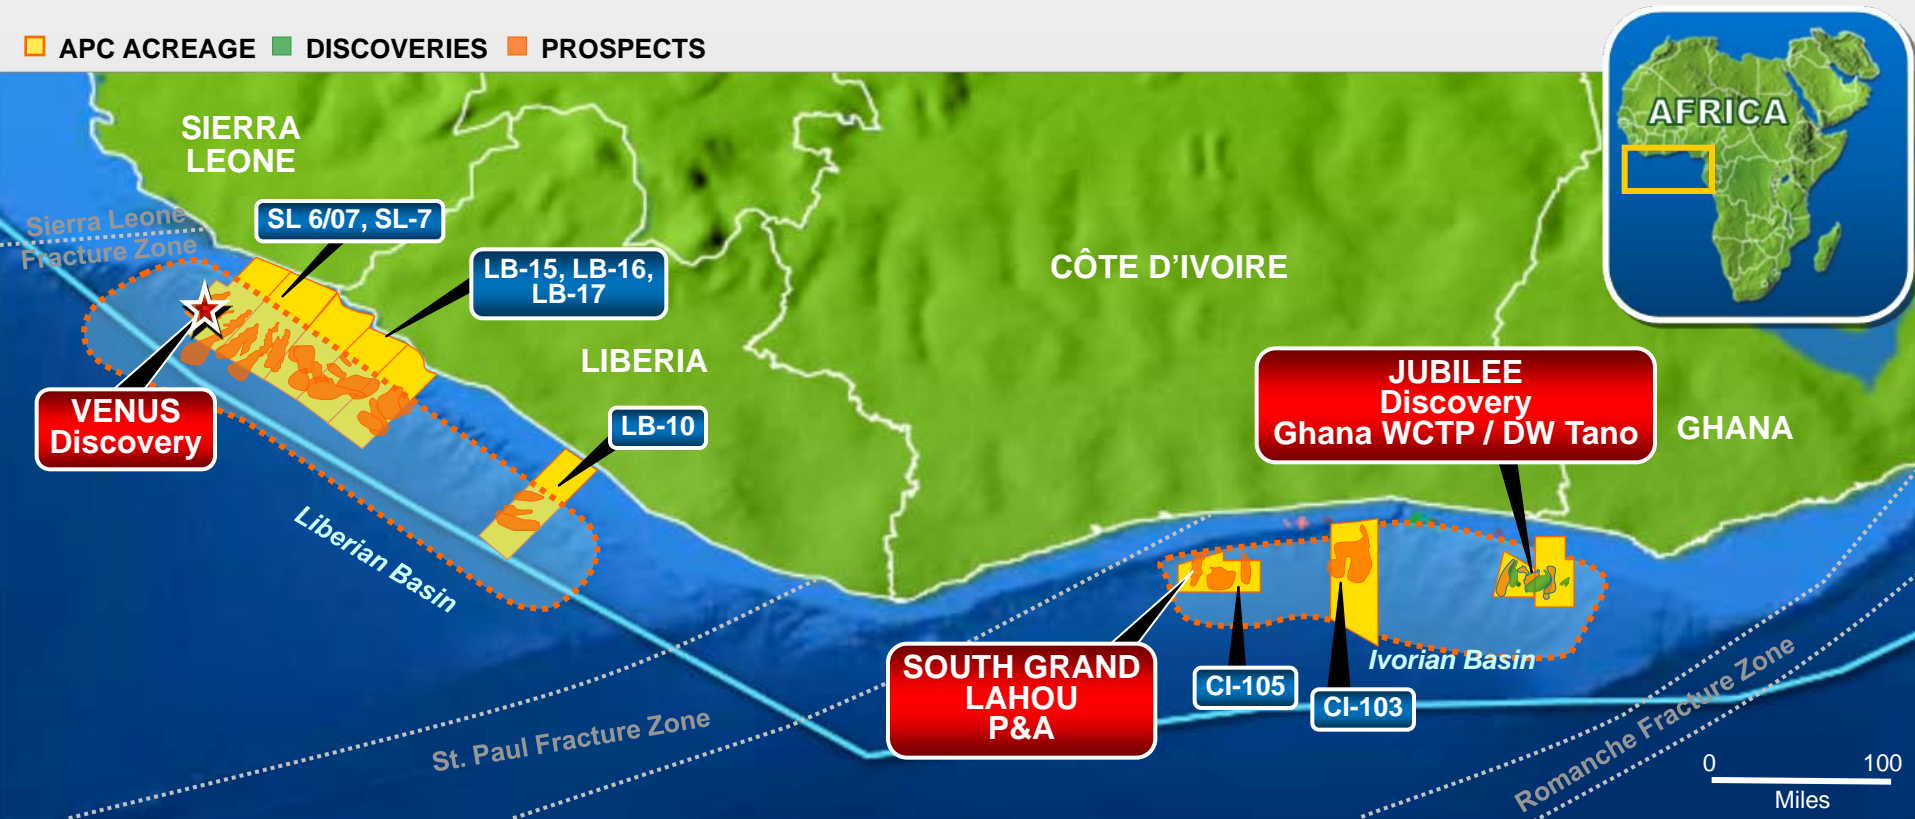 APC ACREAGE DISCOVERIES PROSPECTS
AFRICA
SIERRA
LEONE
Sierra Leone
Fracture Zone
SL 6/07, SL-7
LB-15, LB-16,
LB-17
CÔTE D'IVOIRE
LIBERIA
VENUS
Discovery
LB-10
JUBILEE
Discovery
Ghana WCTP / DW Tano
GHANA
Liberian Basin
SOUTH GRAND
LAHOU
P&A
CI-105
CI-103
Ivorian Basin
St. Paul Fracture Zone
Romanche Fracture Zone
0 100
Miles